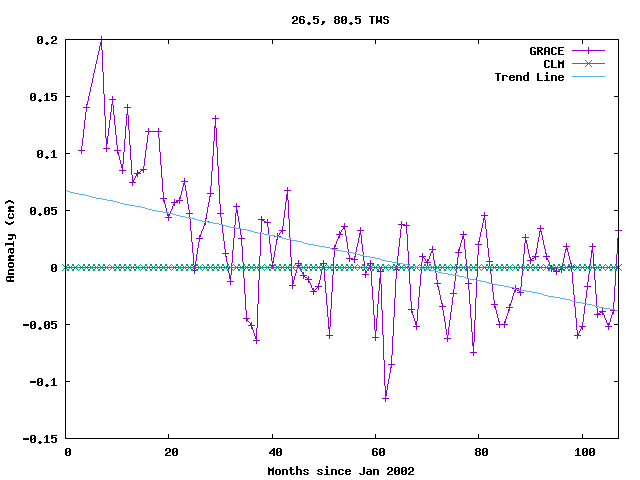 26.5, 80.5 TWS
GRACE
CLM
Trend Line
Anomaly (cm)
0.2
0.15
0.1
0.05
0
-0.05
-0.1
-0.15
0 20 40 60 80 100
Months since Jan 2002